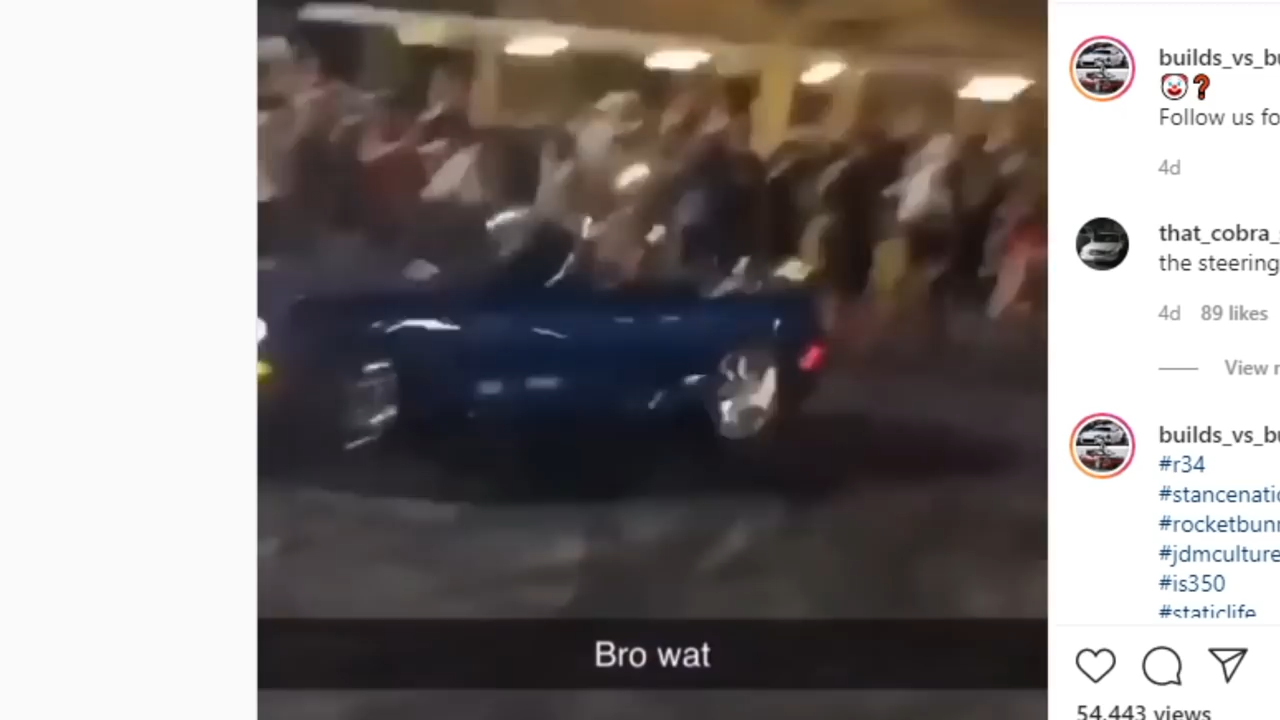 Bro wat
builds_vs_bu
Follow us fo
4d
that_cobra_
the steering
4d 89 likes
View
builds_vs_bu
#r34
#stancenatio
#rocketbunn
#jdmculture
#is350
#staticlife
54,443 views